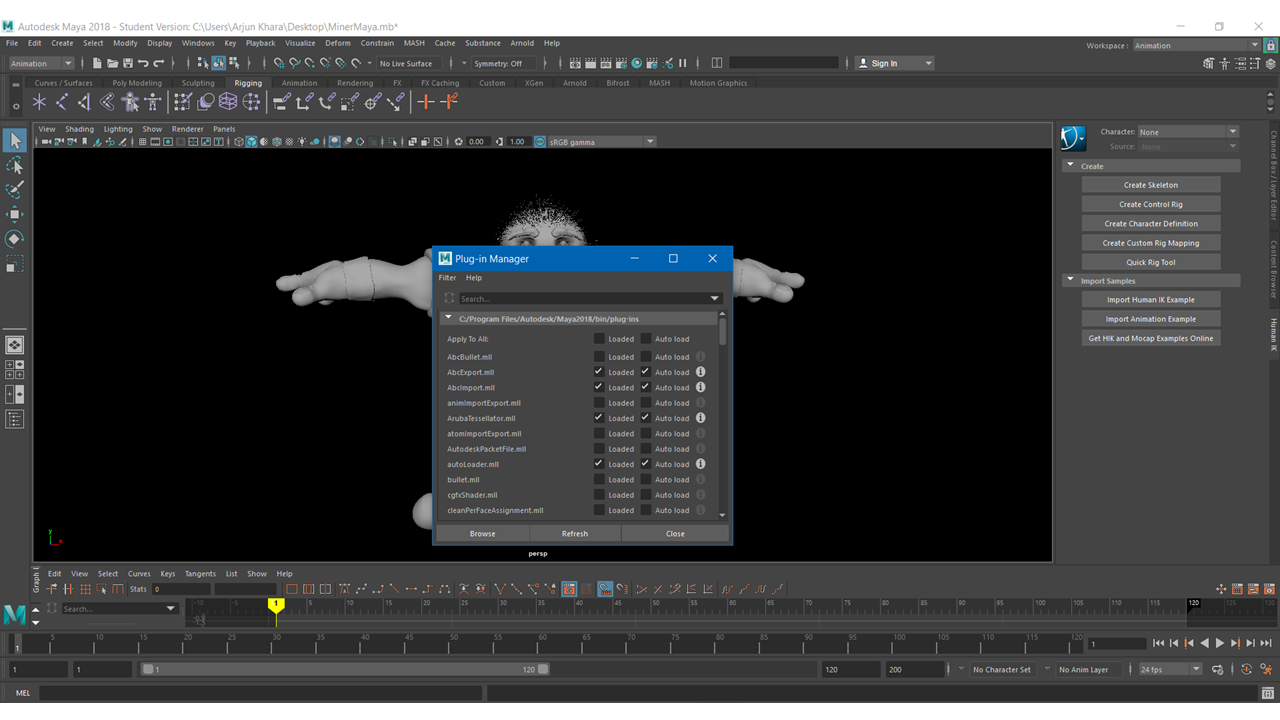 Autodesk Maya 2018 - Student Version: C:\Users\Arjun Khara\Desktop\MinerMaya.mb*
File Edit Create Select Modify Display Windows Key Playback Visualize Deform Constrain MASH Cache Substance Arnold Help
Workspace : Animation
Animation No Live Surface Symmetry: Off Sign In
Curves / Surfaces Poly Modeling Sculpting Rigging Animation Rendering FX FX Caching Custom XGen Arnold Bifrost MASH Motion Graphics
View Shading Lighting Show Renderer Panels
0.00 1.00 sRGB gamma
Character: None
Source: None
Create
Create Skeleton
Create Control Rig
Create Character Definition
Create Custom Rig Mapping
Quick Rig Tool
Import Samples
Import Human IK Example
Import Animation Example
Get HIK and Mocap Examples Online
Channel Box / Layer Editor
Content Browser
Human IK
Plug-in Manager
Filter Help
Search...
C:/Program Files/Autodesk/Maya2018/bin/plug-ins
Apply To All: Loaded Auto load
AbcBullet.mll Loaded Auto load
AbcExport.mll Loaded Auto load
AbcImport.mll Loaded Auto load
animImportExport.mll Loaded Auto load
ArubaTessellator.mll Loaded Auto load
atomImportExport.mll Loaded Auto load
AutodeskPacketFile.mll Loaded Auto load
autoLoader.mll Loaded Auto load
bullet.mll Loaded Auto load
cgfxShader.mll Loaded Auto load
cleanPerFaceAssignment.mll Loaded Auto load
Browse Refresh Close
y
x
persp
Graph
Edit View Select Curves Keys Tangents List Show Help
Stats 0
Search...
-10 -5 1 5 10 15 20 25 30 35 40 45 50 55 60 65 70 75 80 85 90 95 100 105 110 115 120 125 130
1 5 10 15 20 25 30 35 40 45 50 55 60 65 70 75 80 85 90 95 100 105 110 115 120 1
1 1 1 120 120 200 No Character Set No Anim Layer 24 fps
MEL